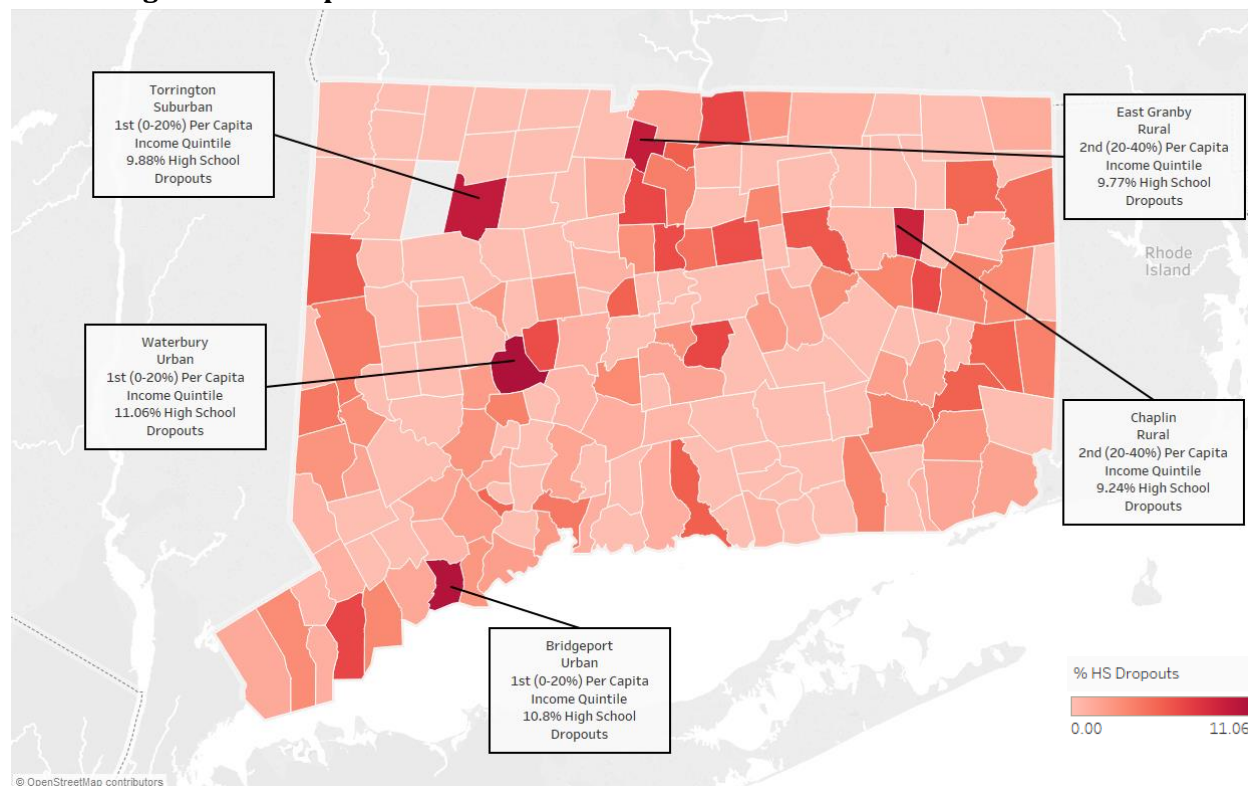 Torrington
Suburban
1st (0-20%) Per Capita
Income Quintile
9.88% High School
Dropouts
East Granby
Rural
2nd (20-40%) Per Capita
Income Quintile
9.77% High School
Dropouts
Rhode
Island
Waterbury
Urban
1st (0-20%) Per Capita
Income Quintile
11.06% High School
Dropouts
Chaplin
Rural
2nd (20-40%) Per Capita
Income Quintile
9.24% High School
Dropouts
Bridgeport
Urban
1st (0-20%) Per Capita
Income Quintile
10.8% High School
Dropouts
% HS Dropouts
0.00 11.06
© OpenStreetMap contributors